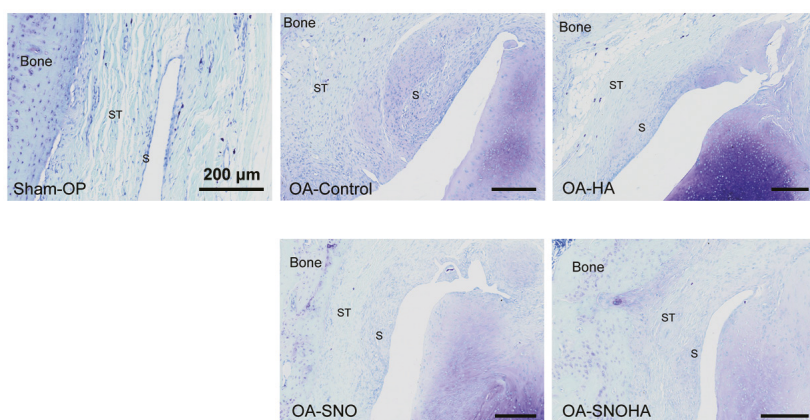 Bone
ST
S
200 µm
Sham-OP
Bone
ST
S
OA-Control
Bone
ST
S
OA-HA
Bone
ST
S
OA-SNO
Bone
ST
S
OA-SNOHA